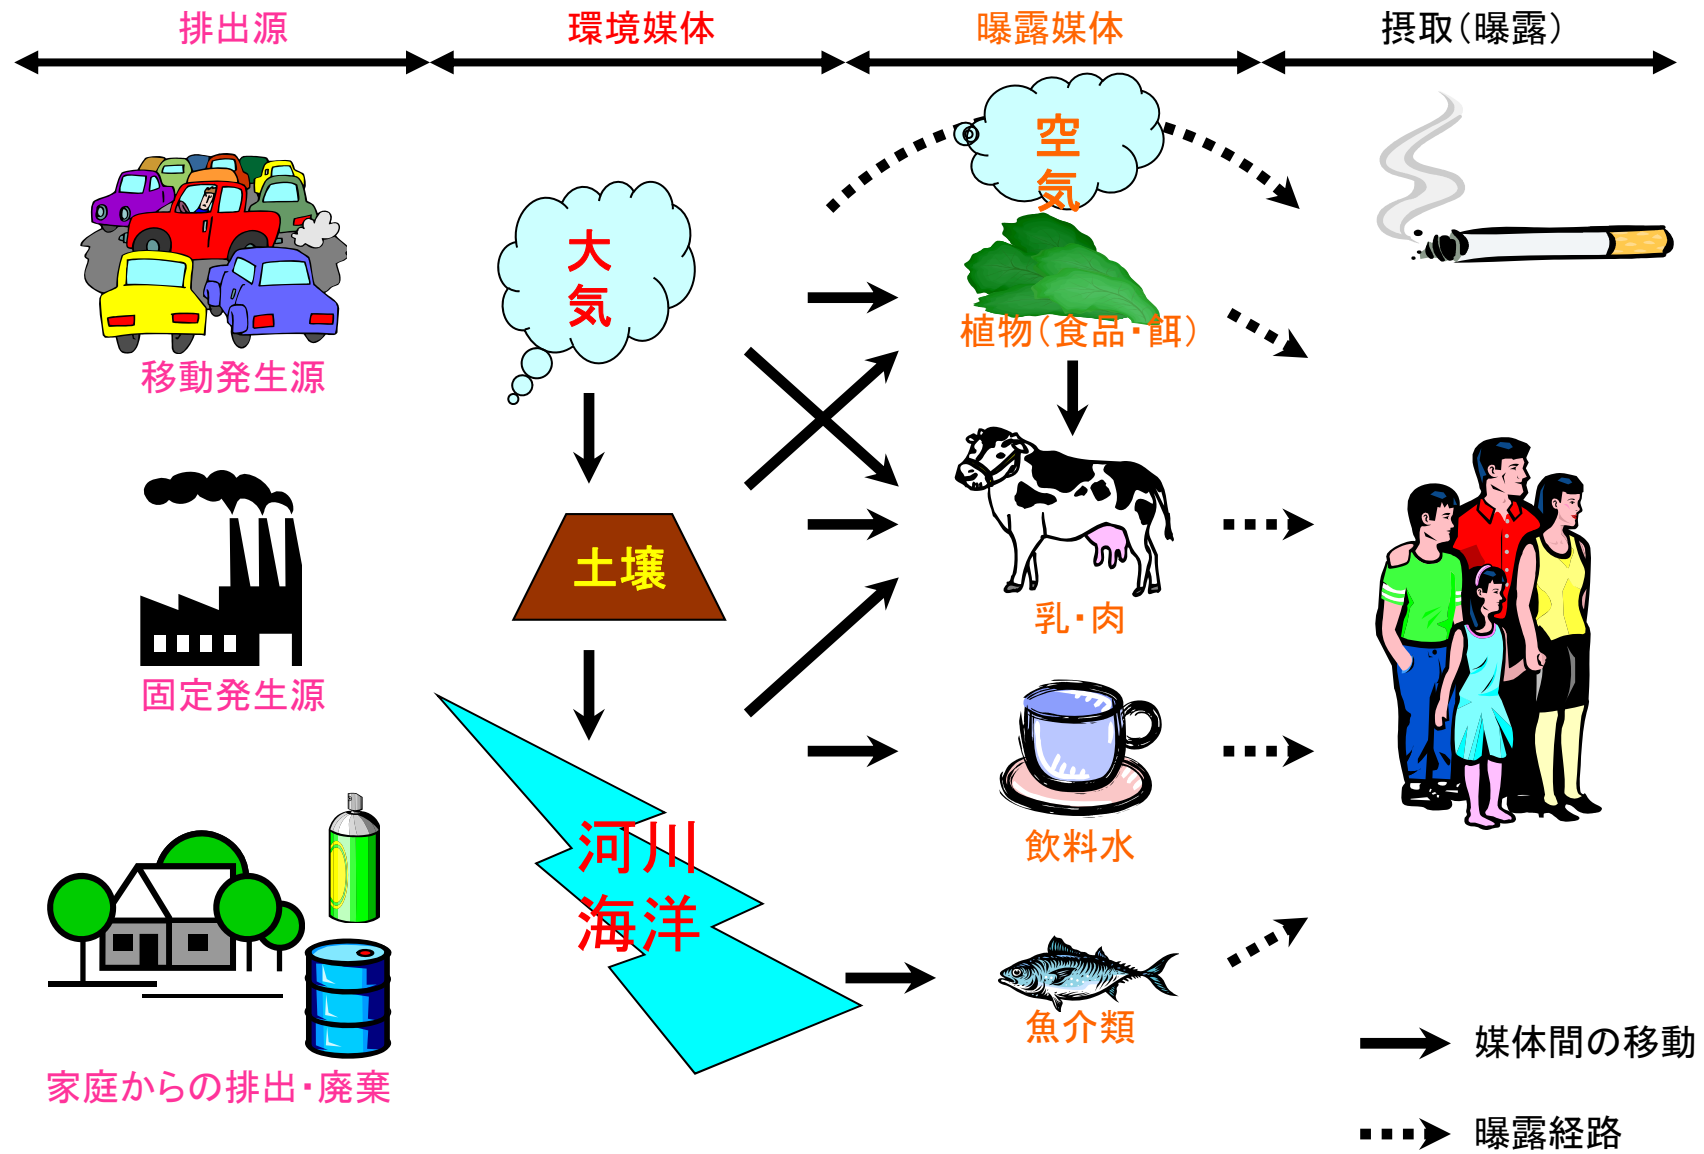 排出源
環境媒体
曝露媒体
摂取(曝露)
空
気
大
気
植物(食品・餌)
移動発生源
土壌
乳・肉
固定発生源
河川
海洋
飲料水
魚介類
家庭からの排出・廃棄
媒体間の移動
曝露経路